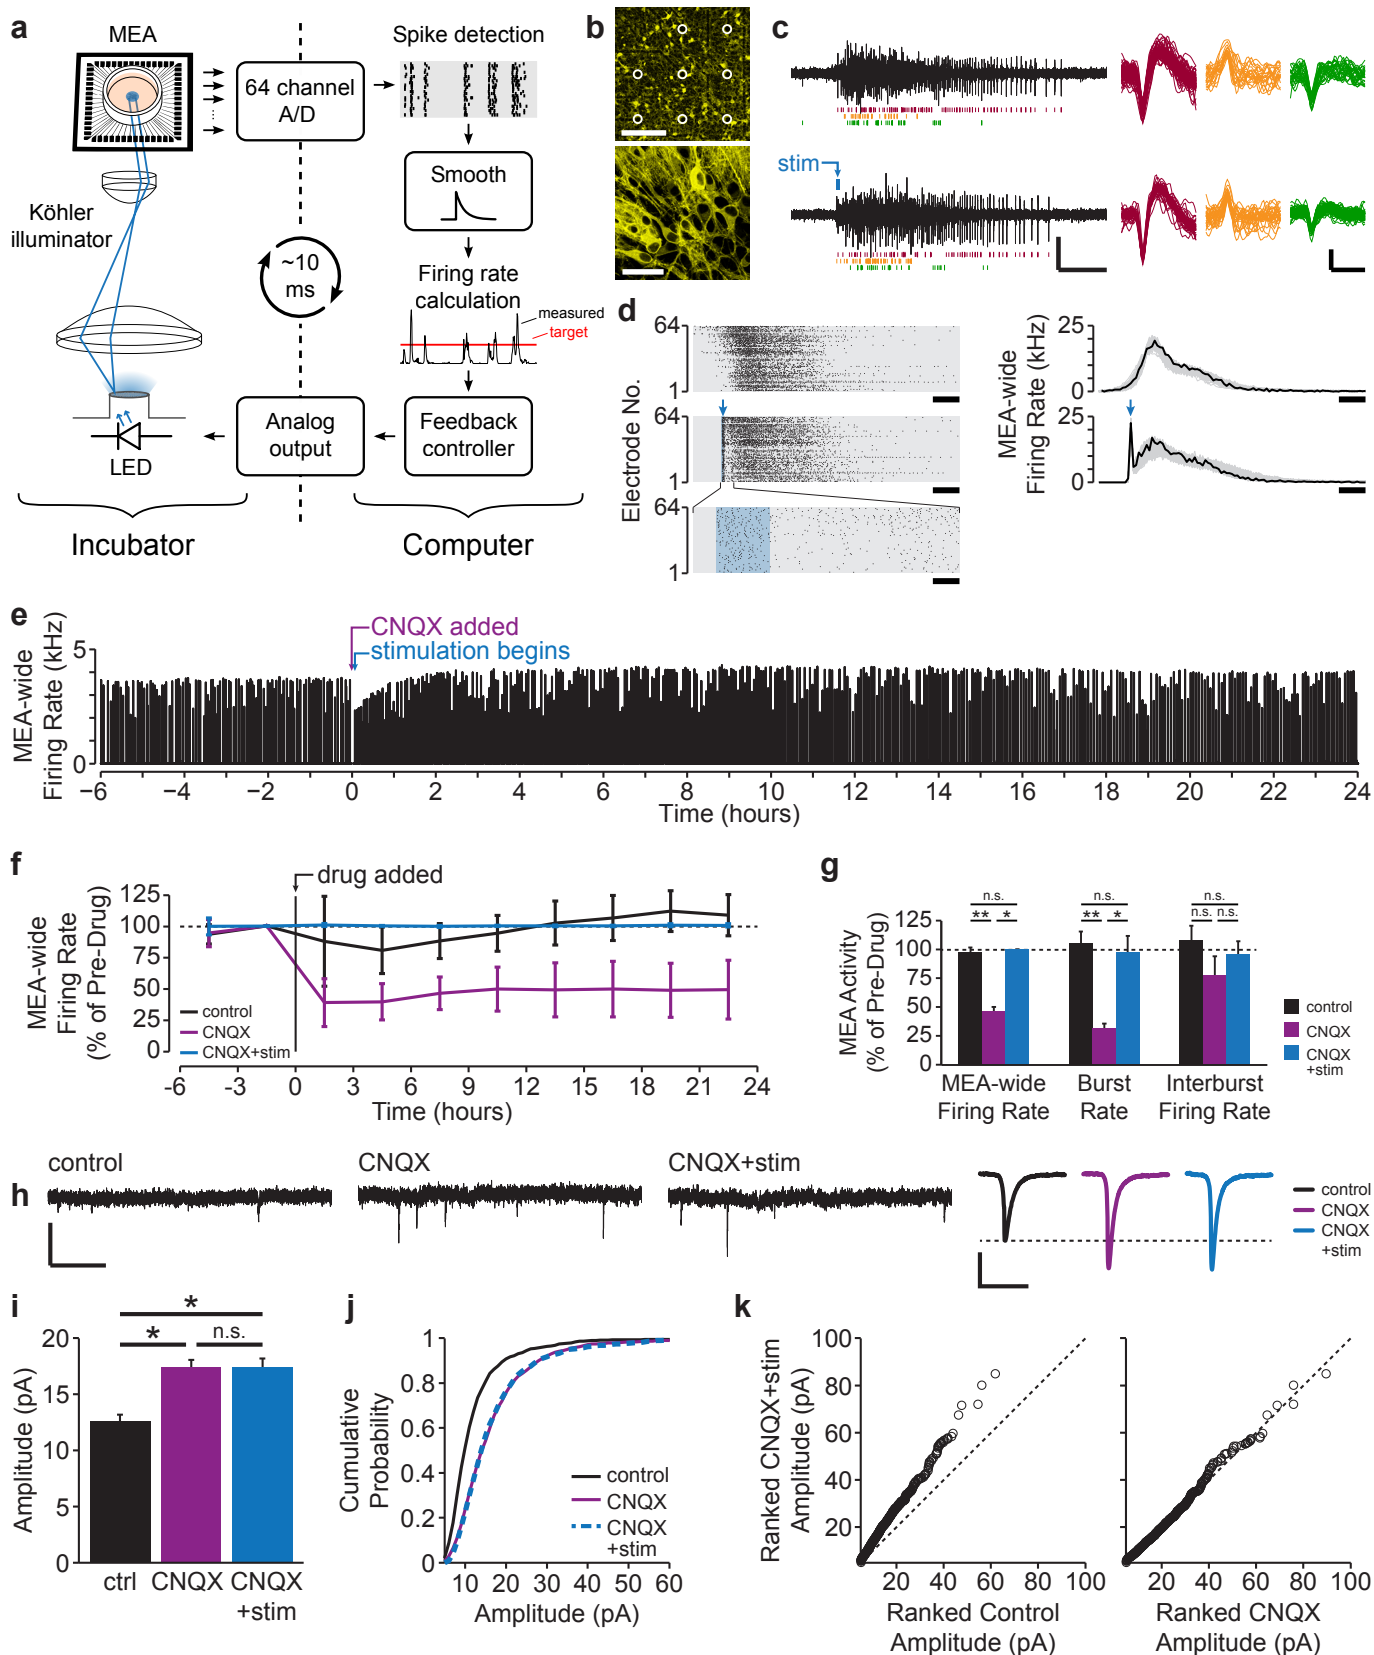 a
MEA
64 channel
A/D
Spike detection
Smooth
Köhler
illuminator
~10
ms
Firing rate
calculation
measured
target
LED
Analog
output
Feedback
controller
Incubator
Computer
b
c
stim
d
Electrode No.
64
1
64
1
64
1
MEA-wide
Firing Rate (kHz)
25
0
25
0
e
MEA-wide
Firing Rate (kHz)
5
0
CNQX added
stimulation begins
−6 −4 −2 0 2 4 6 8 10 12 14 16 18 20 22 24
Time (hours)
f
MEA-wide
Firing Rate
(% of Pre-Drug)
125
100
75
50
25
0
drug added
control
CNQX
CNQX+stim
-6 -3 0 3 6 9 12 15 18 21 24
Time (hours)
g
MEA Activity
(% of Pre-Drug)
125
100
75
50
25
0
n.s.
** *
n.s.
** *
n.s.
n.s. n.s.
MEA-wide
Firing Rate
Burst
Rate
Interburst
Firing Rate
control
CNQX
CNQX
+stim
h
control
CNQX
CNQX+stim
control
CNQX
CNQX
+stim
i
Amplitude (pA)
20
15
10
5
0
*
*
n.s.
ctrl CNQX CNQX
+stim
j
Cumulative
Probability
1
0.8
0.6
0.4
0.2
0
control
CNQX
CNQX
+stim
10 20 30 40 50 60
Amplitude (pA)
k
Ranked CNQX+stim
Amplitude (pA)
100
80
60
40
20
20 40 60 80 100
Ranked Control
Amplitude (pA)
20 40 60 80 100
Ranked CNQX
Amplitude (pA)